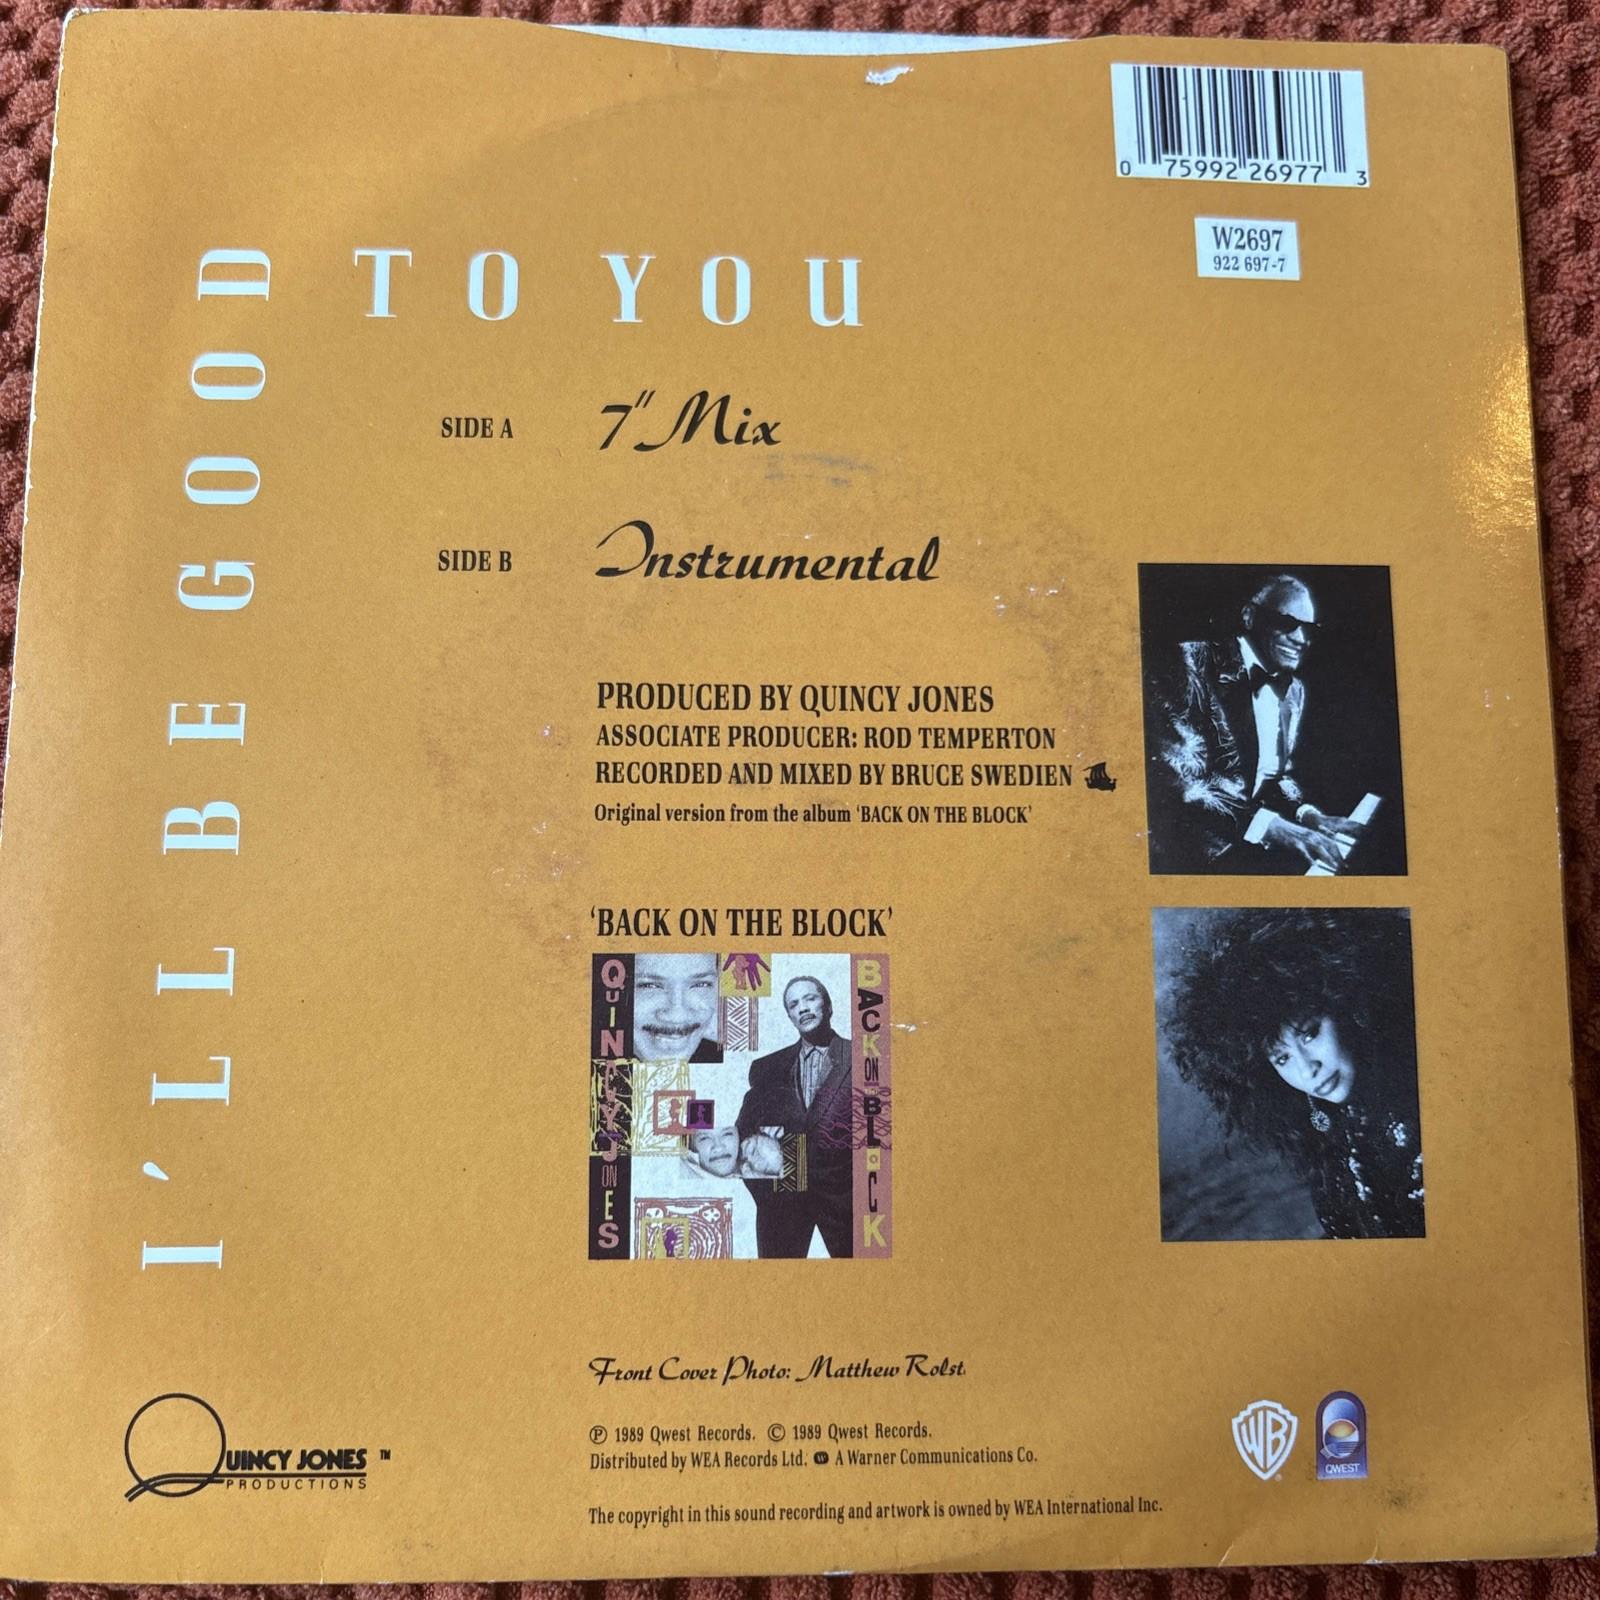 0 75992 26977 3
W2697
922 697-7
I'LL BE GOOD TO YOU
SIDE A 7" Mix
SIDE B Instrumental
PRODUCED BY QUINCY JONES
ASSOCIATE PRODUCER: ROD TEMPERTON
RECORDED AND MIXED BY BRUCE SWEDIEN
Original version from the album 'BACK ON THE BLOCK'
'BACK ON THE BLOCK'
QUINCY JONES
BACK ON THE BLOCK
Front Cover Photo: Matthew Rolst
QUINCY JONES ™
PRODUCTIONS
℗ 1989 Qwest Records. © 1989 Qwest Records.
Distributed by WEA Records Ltd. A Warner Communications Co.
The copyright in this sound recording and artwork is owned by WEA International Inc.
WB
QWEST